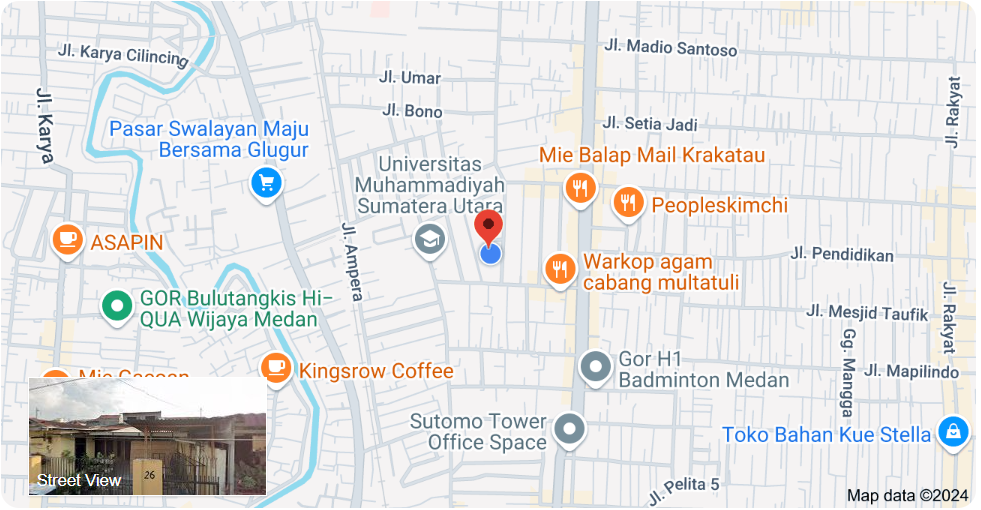 Jl. Madio Santoso
Jl. Karya Cilincing
Jl. Umar
Jl. Karya
Jl. Bono
Jl. Rakyat
Pasar Swalayan Maju
Bersama Glugur
Jl. Setia Jadi
Universitas
Muhammadiyah
Sumatera Utara
Mie Balap Mail Krakatau
Peopleskimchi
ASAPIN
Jl. Ampera
Jl. Pendidikan
Warkop agam
cabang multatuli
GOR Bulutangkis Hi-
QUA Wijaya Medan
Jl. Mesjid Taufik
Jl. Rakyat
Gg. Mangga
Gor H1
Badminton Medan
Jl. Mapilindo
Kingsrow Coffee
Sutomo Tower
Office Space
Toko Bahan Kue Stella
26
Street View
Jl. Pelita 5
Map data ©2024